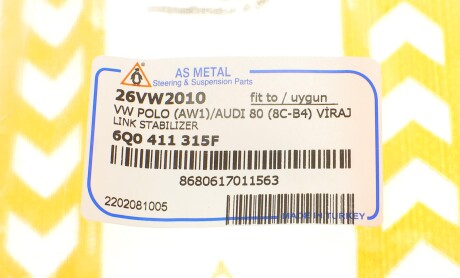 AS METAL
Steering & Suspension Parts
26VW2010 fit to / uygun
VW POLO (AW1)/AUDI 80 (8C-B4) VİRAJ
LINK STABILIZER
6Q0 411 315F
8680617011563
2202081005
MADE IN TURKEY